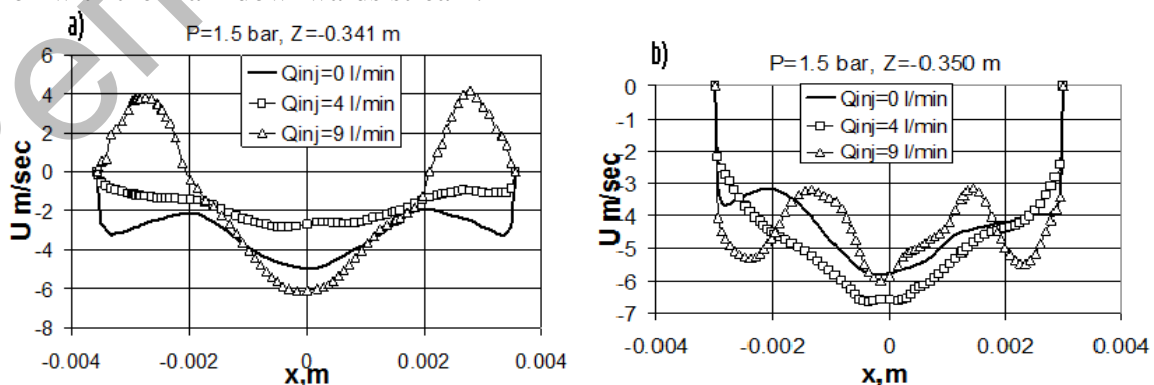 a)
P=1.5 bar, Z=-0.341 m
Qinj=0 l/min
Qinj=4 l/min
Qinj=9 l/min
6
4
2
0
-2
-4
-6
-8
U m/sec
-0.004 -0.002 0 0.002 0.004
x,m
b)
P=1.5 bar, Z=-0.350 m
Qinj=0 l/min
Qinj=4 l/min
Qinj=9 l/min
0
-1
-2
-3
-4
-5
-6
-7
U m/sec
-0.004 -0.002 0 0.002 0.004
x,m